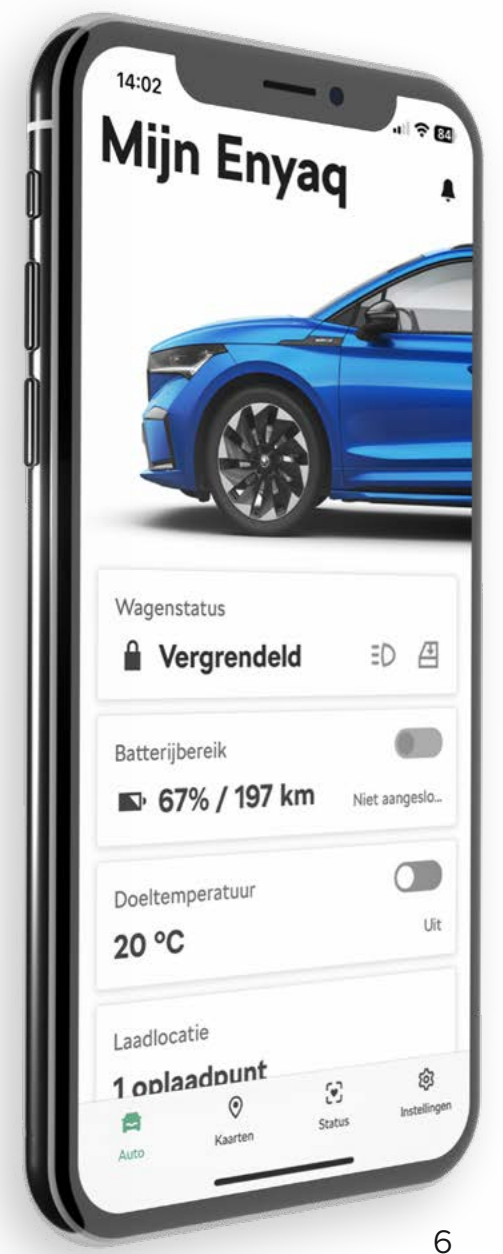 14:02
84
Mijn Enyaq
Wagenstatus
Vergrendeld
Batterijbereik
67% / 197 km
Niet aangeslo...
Doeltemperatuur
20 °C
Uit
Laadlocatie
1 oplaadpunt
Auto
Kaarten
Status
Instellingen
6